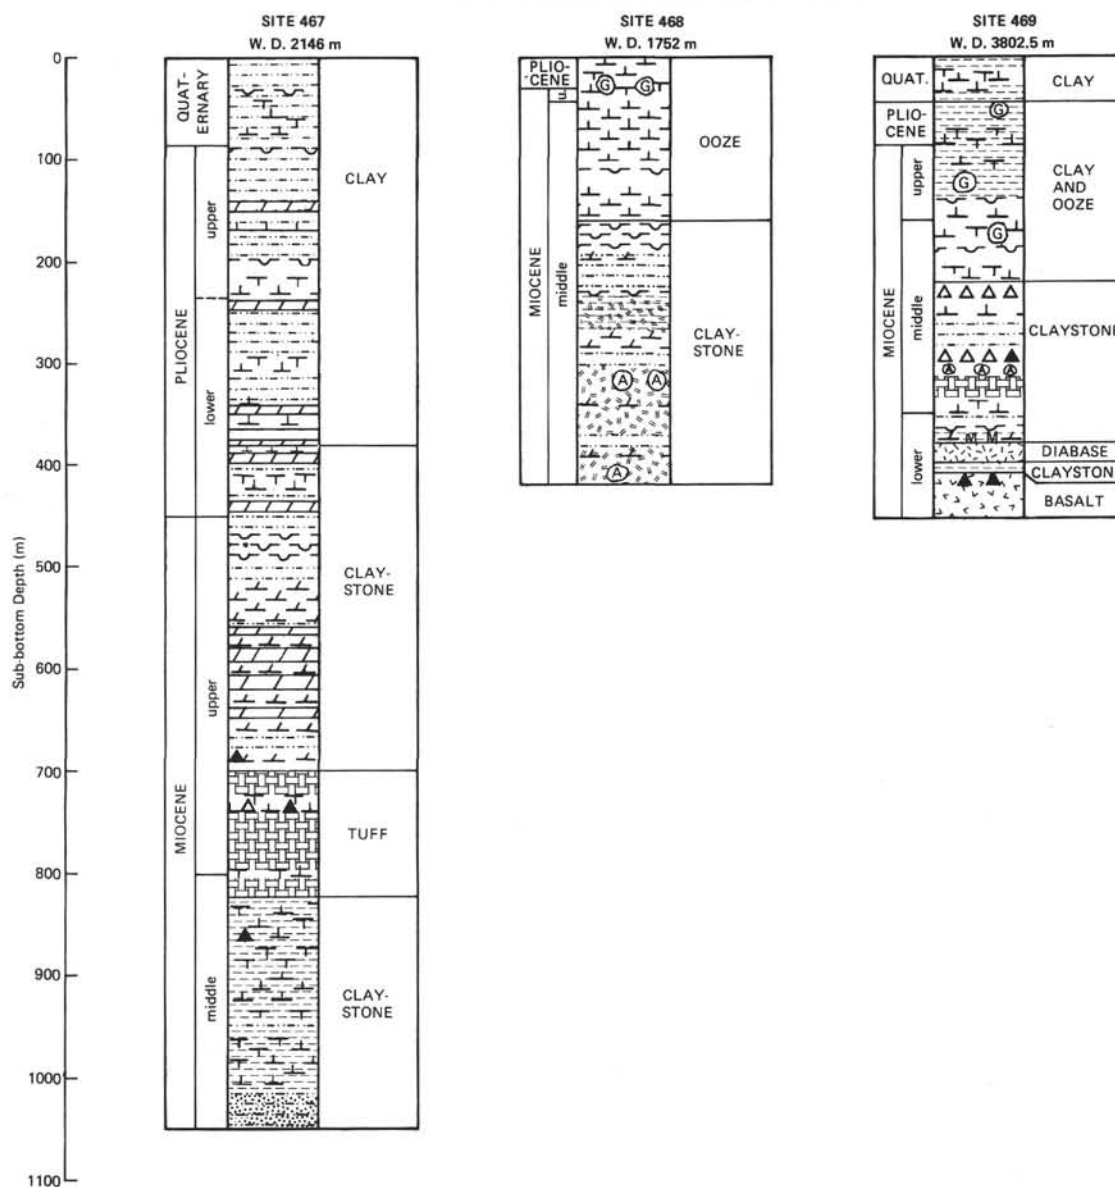 SITE 467
W. D. 2146 m
SITE 468
W. D. 1752 m
SITE 469
W. D. 3802.5 m
Sub-bottom Depth (m)
0
100
200
300
400
500
600
700
800
900
1000
1100
QUAT-
ERNARY
PLIOCENE
upper
lower
MIOCENE
upper
middle
CLAY
CLAY-
STONE
TUFF
CLAY-
STONE
PLIO-
CENE
u.
MIOCENE
middle
G G
A A
A
OOZE
CLAY-
STONE
QUAT.
PLIO-
CENE
MIOCENE
upper
middle
lower
G
G
G
A A A
M M
CLAY
CLAY
AND
OOZE
CLAYSTONE
DIABASE
CLAYSTON
BASALT